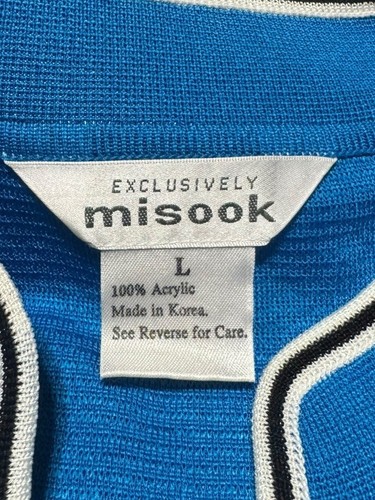 EXCLUSIVELY
misook
L
100% Acrylic
Made in Korea.
See Reverse for Care.